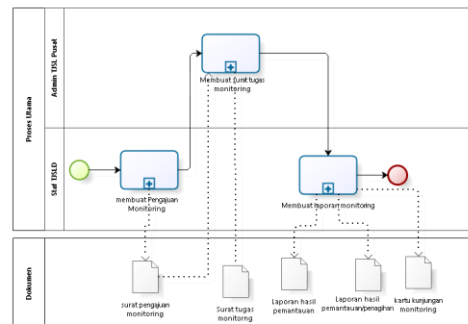 Proses Utama
Admin TJSL Pusat
Membuat surat tugas
monitoring
Staf TJSLD
membuat Pengajuan
Monitoring
Membuat laporan monitoring
Dokumen
surat pengajuan
monitoring
Surat tugas
monitoring
Laporan hasil
pemantauan
Laporan hasil
pemantauan/penagihan
kartu kunjungan
monitoring